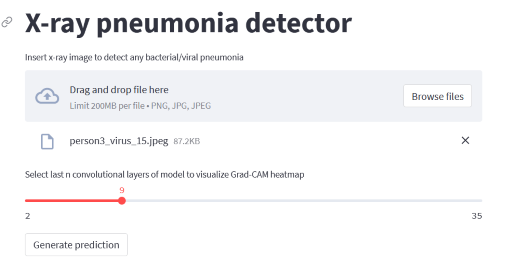 X-ray pneumonia detector
Insert x-ray image to detect any bacterial/viral pneumonia
Drag and drop file here
Limit 200MB per file • PNG, JPG, JPEG
Browse files
person3_virus_15.jpeg 87.2KB
Select last n convolutional layers of model to visualize Grad-CAM heatmap
9
2 35
Generate prediction